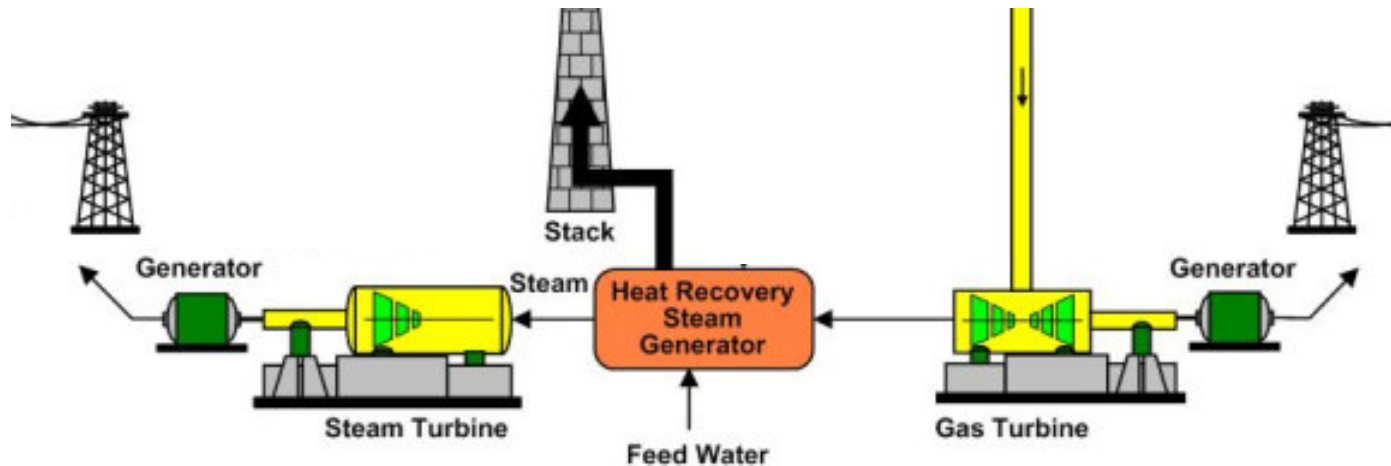 Stack
Generator
Steam
Heat Recovery
Steam
Generator
Generator
Steam Turbine
Gas Turbine
Feed Water